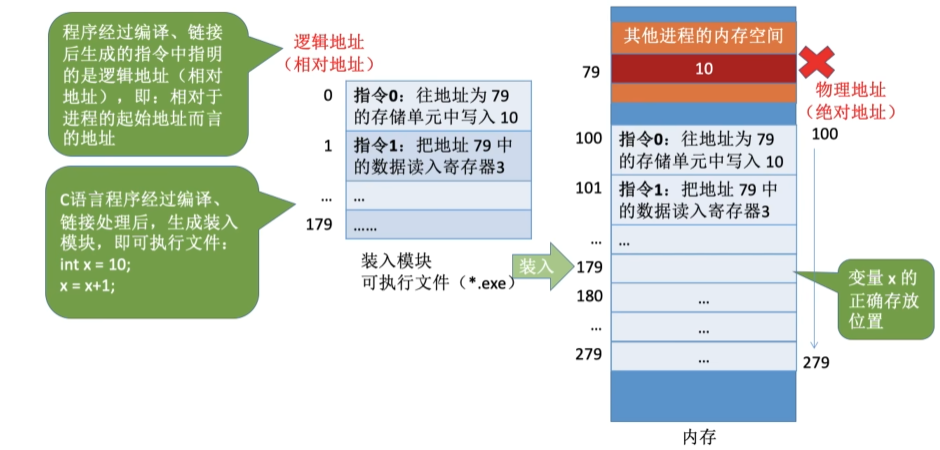 程序经过编译、链接
后生成的指令中指明
的是逻辑地址（相对
地址），即：相对于
进程的起始地址而言
的地址
C语言程序经过编译、
链接处理后，生成装入
模块，即可执行文件：
int x = 10;
x = x+1;
逻辑地址
（相对地址）
0
指令0：往地址为 79
的存储单元中写入 10
1
指令1：把地址 79 中
的数据读入寄存器3
...
...
179
......
装入模块
可执行文件（*.exe）
装入
其他进程的内存空间
79
10
物理地址
（绝对地址）
100
指令0：往地址为 79
的存储单元中写入 10
100
101
指令1：把地址 79 中
的数据读入寄存器3
...
...
179
180
...
...
...
279
...
279
变量 x 的
正确存放
位置
内存